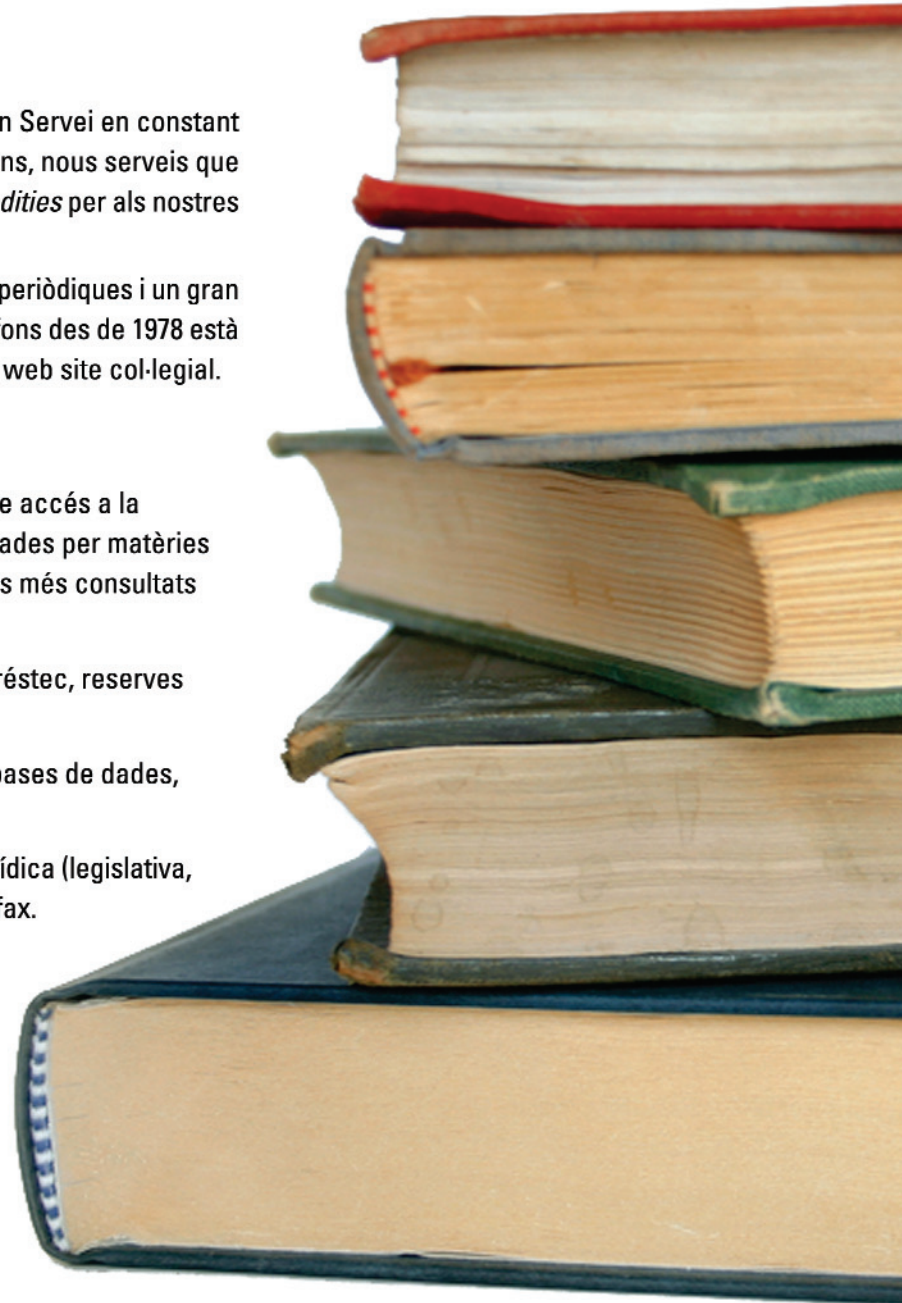 n Servei en constant
ns, nous serveis que
dities per als nostres
periòdiques i un gran
fons des de 1978 està
web site col·legial.
e accés a la
ades per matèries
s més consultats
réstec, reserves
bases de dades,
ídica (legislativa,
fax.